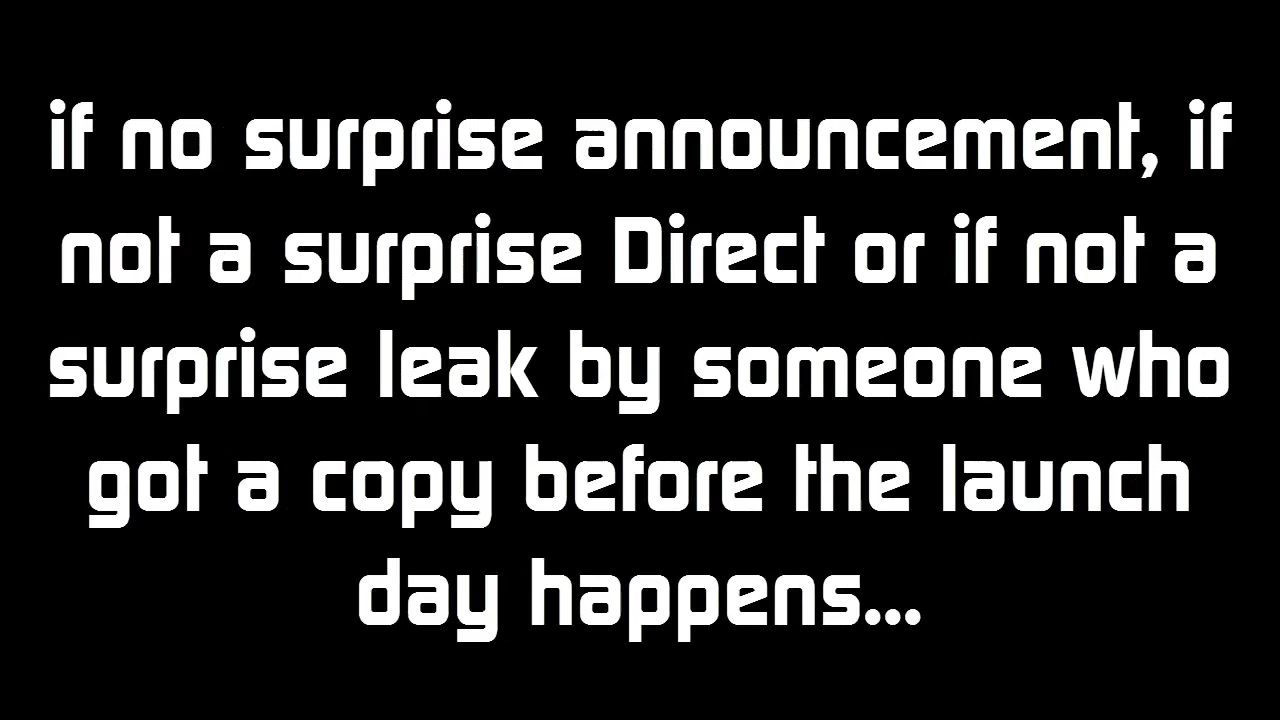 if no surprise announcement, if
not a surprise Direct or if not a
surprise leak by someone who
got a copy before the launch
day happens...